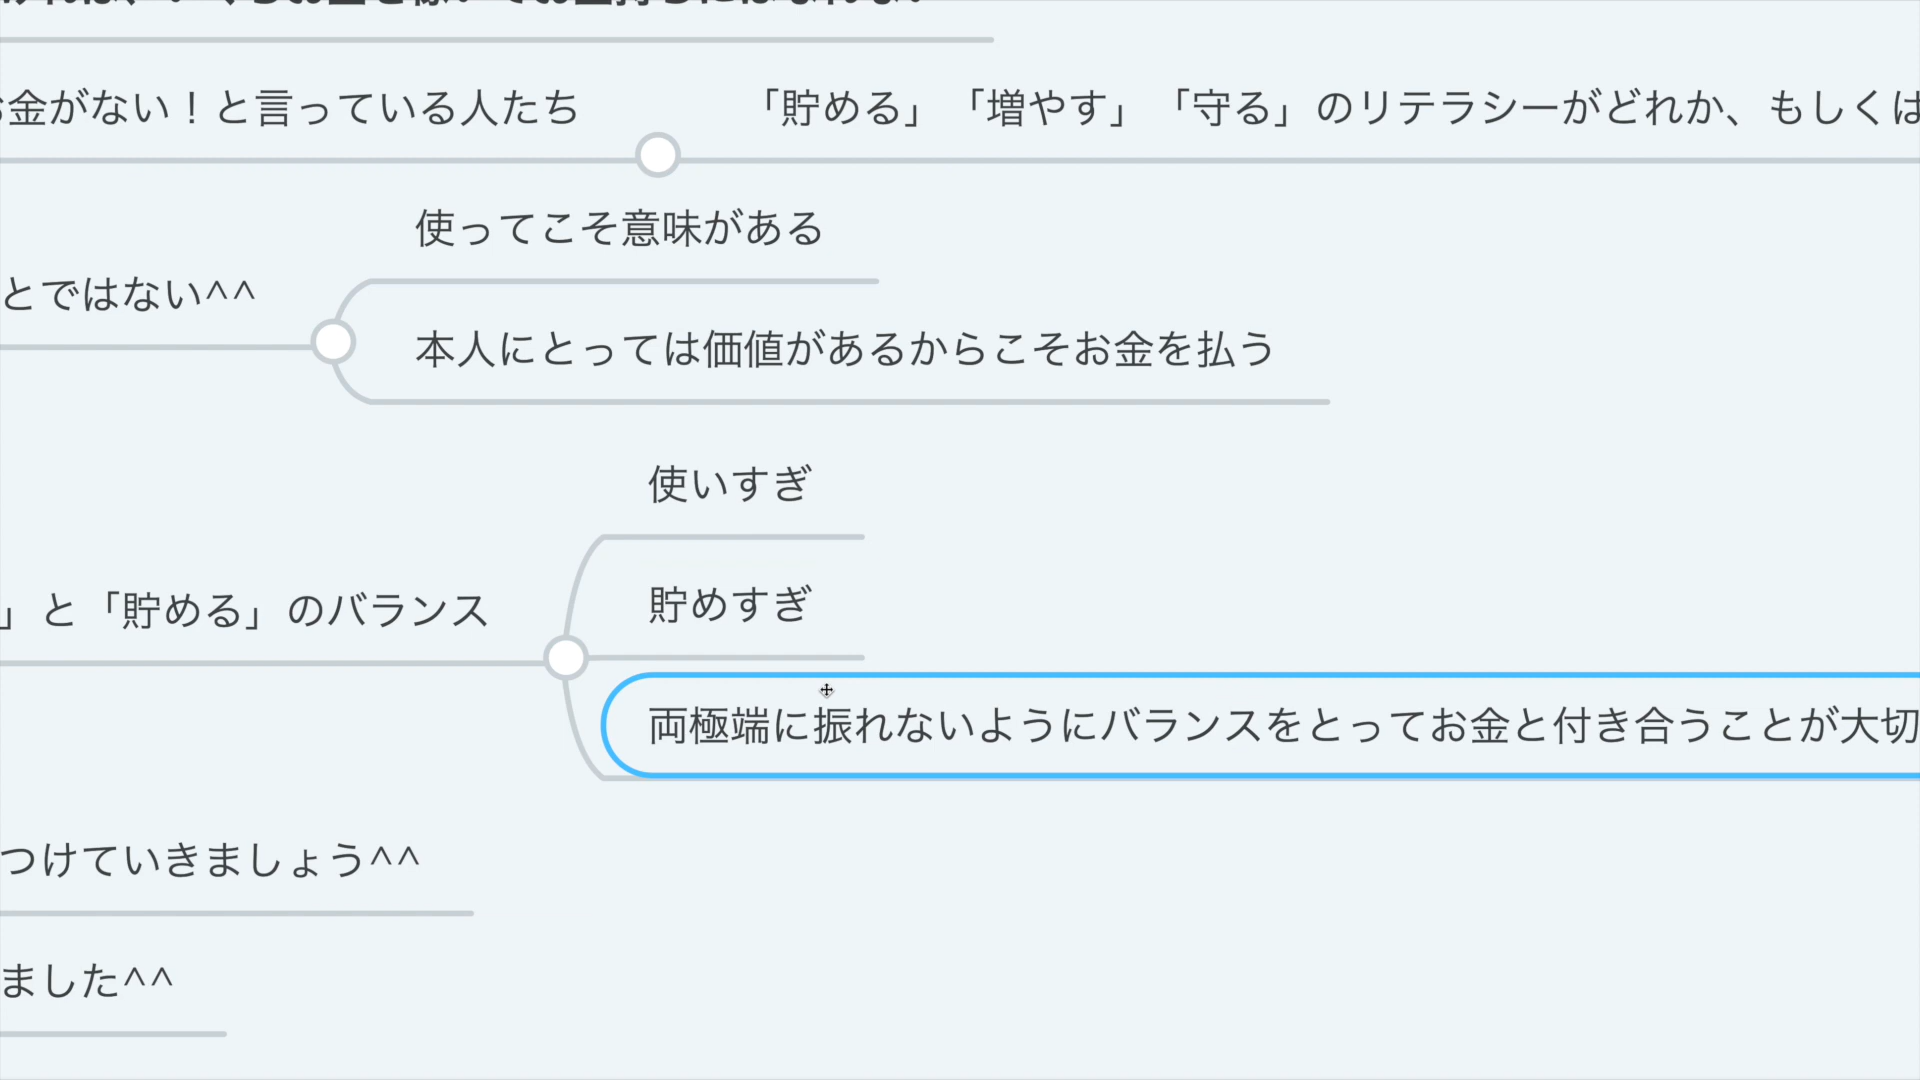 金がない！と言っている人たち
「貯める」「増やす」「守る」のリテラシーがどれか、もしくは
使ってこそ意味がある
とではない^^
本人にとっては価値があるからこそお金を払う
使いすぎ
貯めすぎ
」と「貯める」のバランス
両極端に振れないようにバランスをとってお金と付き合うことが大切
つけていきましょう^^
ました^^